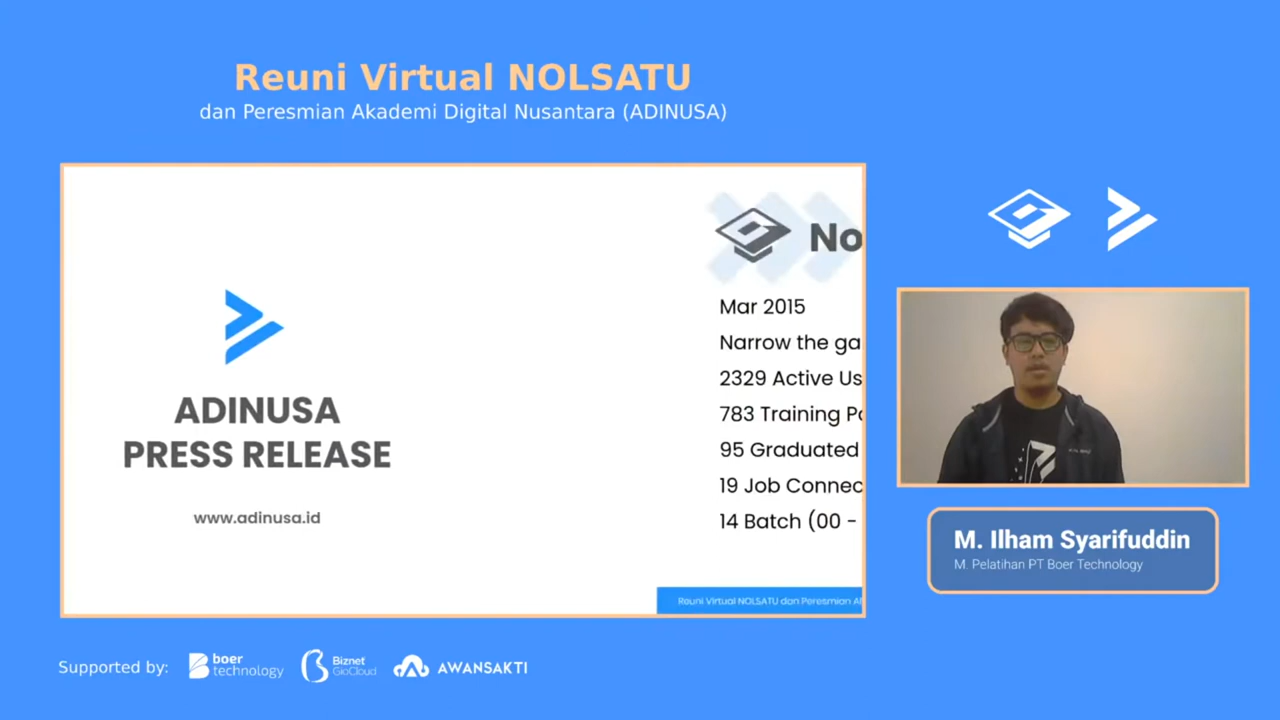 Reuni Virtual NOLSATU
dan Peresmian Akademi Digital Nusantara (ADINUSA)
ADINUSA
PRESS RELEASE
www.adinusa.id
No
Mar 2015
Narrow the ga
2329 Active Us
783 Training Pa
95 Graduated
19 Job Connec
14 Batch (00 -
Reuni Virtual NOLSATU dan Peresmian
M. Ilham Syarifuddin
M. Pelatihan PT Boer Technology
Supported by:
boer
technology
Biznet
GioCloud
AWANSAKTI